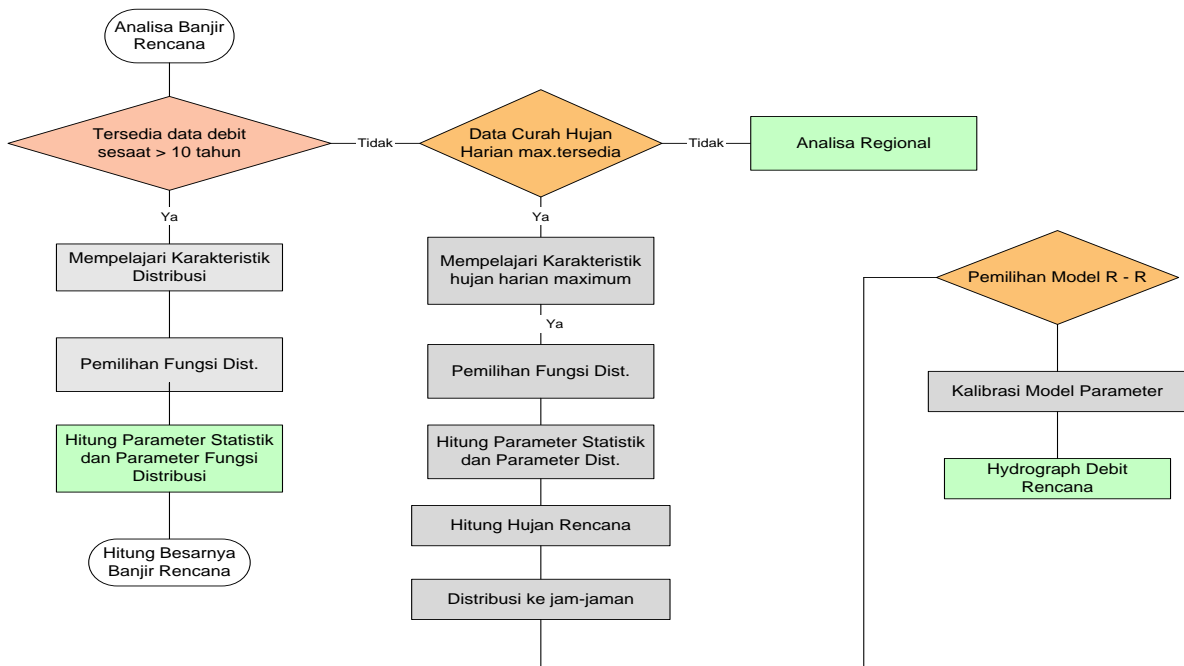 Analisa Banjir
Rencana
Tersedia data debit
sesaat > 10 tahun
Tidak
Data Curah Hujan
Harian max.tersedia
Tidak
Analisa Regional
Ya
Mempelajari Karakteristik
Distribusi
Pemilihan Fungsi Dist.
Hitung Parameter Statistik
dan Parameter Fungsi
Distribusi
Hitung Besarnya
Banjir Rencana
Ya
Mempelajari Karakteristik
hujan harian maximum
Ya
Pemilihan Fungsi Dist.
Hitung Parameter Statistik
dan Parameter Dist.
Hitung Hujan Rencana
Distribusi ke jam-jaman
Pemilihan Model R - R
Kalibrasi Model Parameter
Hydrograph Debit
Rencana